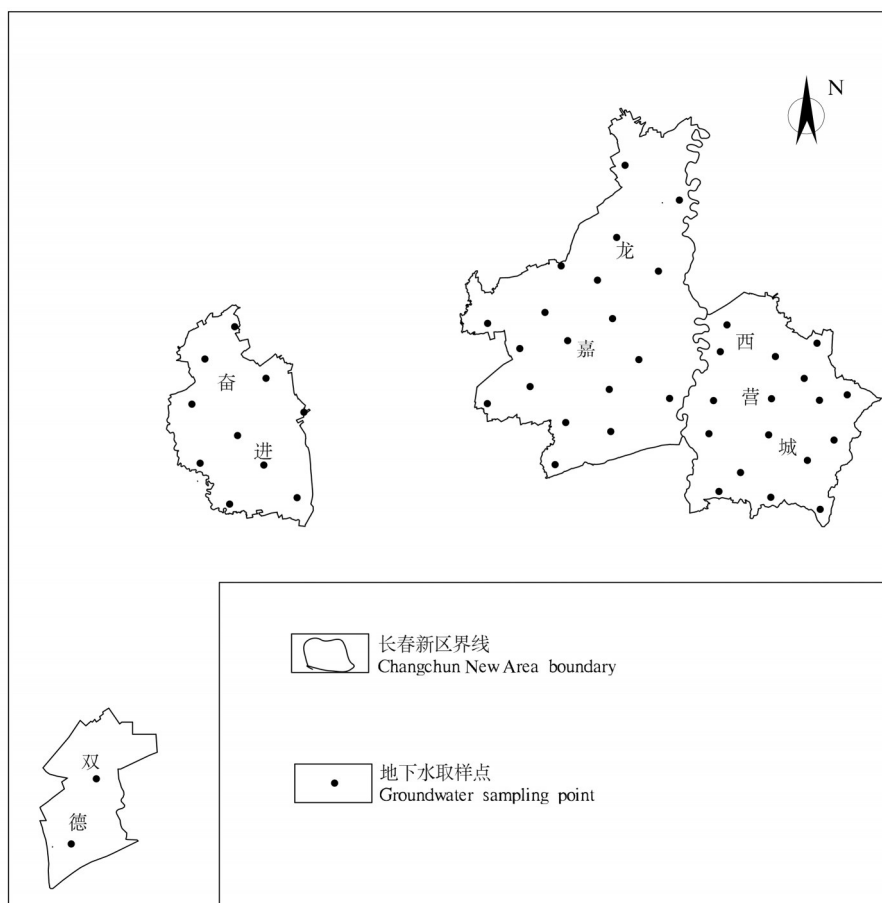 N
龙
嘉
西
营
城
奋
进
长春新区界线
Changchun New Area boundary
双
德
地下水取样点
Groundwater sampling point